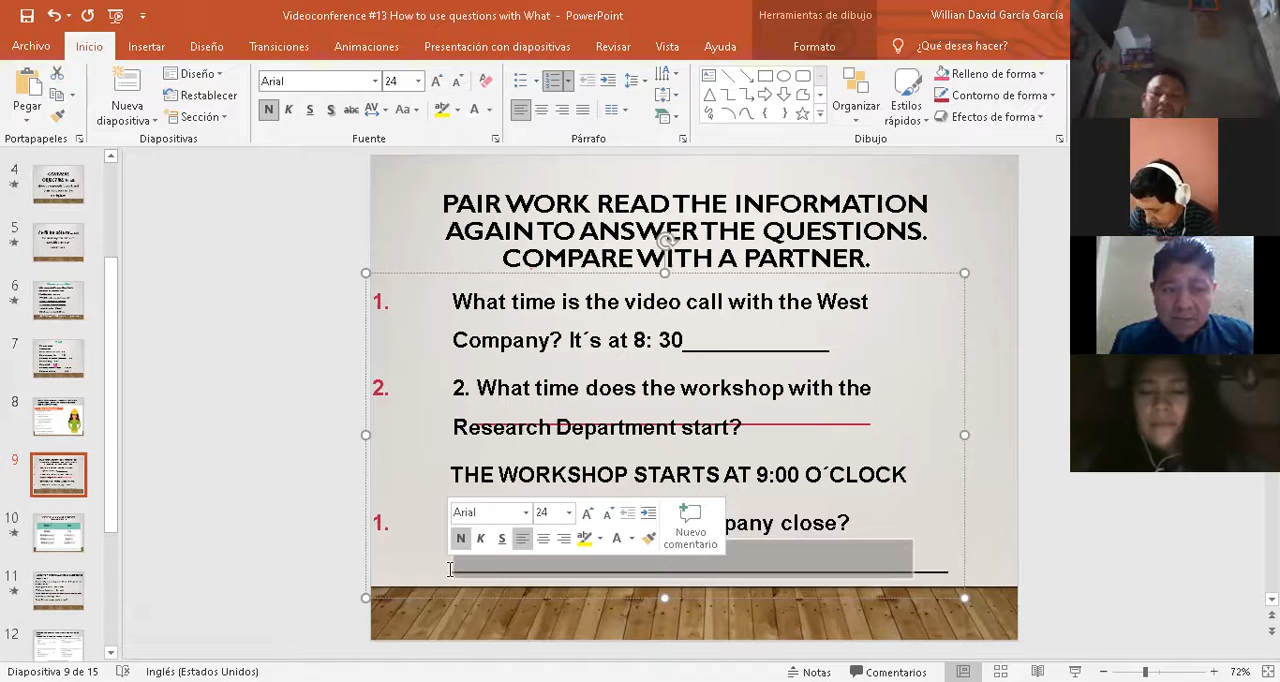 Videoconference #13 How to use questions with What - PowerPoint
Herramientas de dibujo
Willian David García García
Archivo
Inicio
Insertar
Diseño
Transiciones
Animaciones
Presentación con diapositivas
Revisar
Vista
Ayuda
Formato
¿Qué desea hacer?
Pegar
Nueva
diapositiva
Diseño
Restablecer
Sección
Arial
24
N K S S abc AV Aa A
Organizar
Estilos
rápidos
Relleno de forma
Contorno de forma
Efectos de forma
Portapapeles
Diapositivas
Fuente
Párrafo
Dibujo
4
5
6
7
8
9
10
11
12
PAIR WORK READ THE INFORMATION
AGAIN TO ANSWER THE QUESTIONS.
COMPARE WITH A PARTNER.
1. What time is the video call with the West
Company? It´s at 8: 30
2. 2. What time does the workshop with the
Research Department start?
THE WORKSHOP STARTS AT 9:00 O´CLOCK
1. pany close?
Arial
24
N K S
Nuevo
comentario
Diapositiva 9 de 15
Inglés (Estados Unidos)
Notas
Comentarios
72%